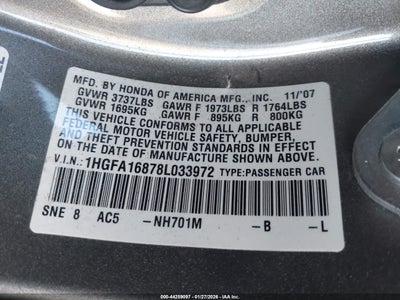 MFD. BY HONDA OF AMERICA MFG., INC. 11/'07
GVWR 3737LBS GAWR F 1973LBS R 1764LBS
GVWR 1695KG GAWR F 895KG R 800KG
THIS VEHICLE CONFORMS TO ALL APPLICABLE
FEDERAL MOTOR VEHICLE SAFETY, BUMPER,
AND THEFT PREVENTION STANDARDS IN EFFECT
ON THE DATE OF MANUFACTURE SHOWN ABOVE.
V.I.N.: 1HGFA16878L033972 TYPE:PASSENGER CAR
SNE 8 AC5 -NH701M -B -L
000-44259097 - 01/27/2026 - IAA, Inc.